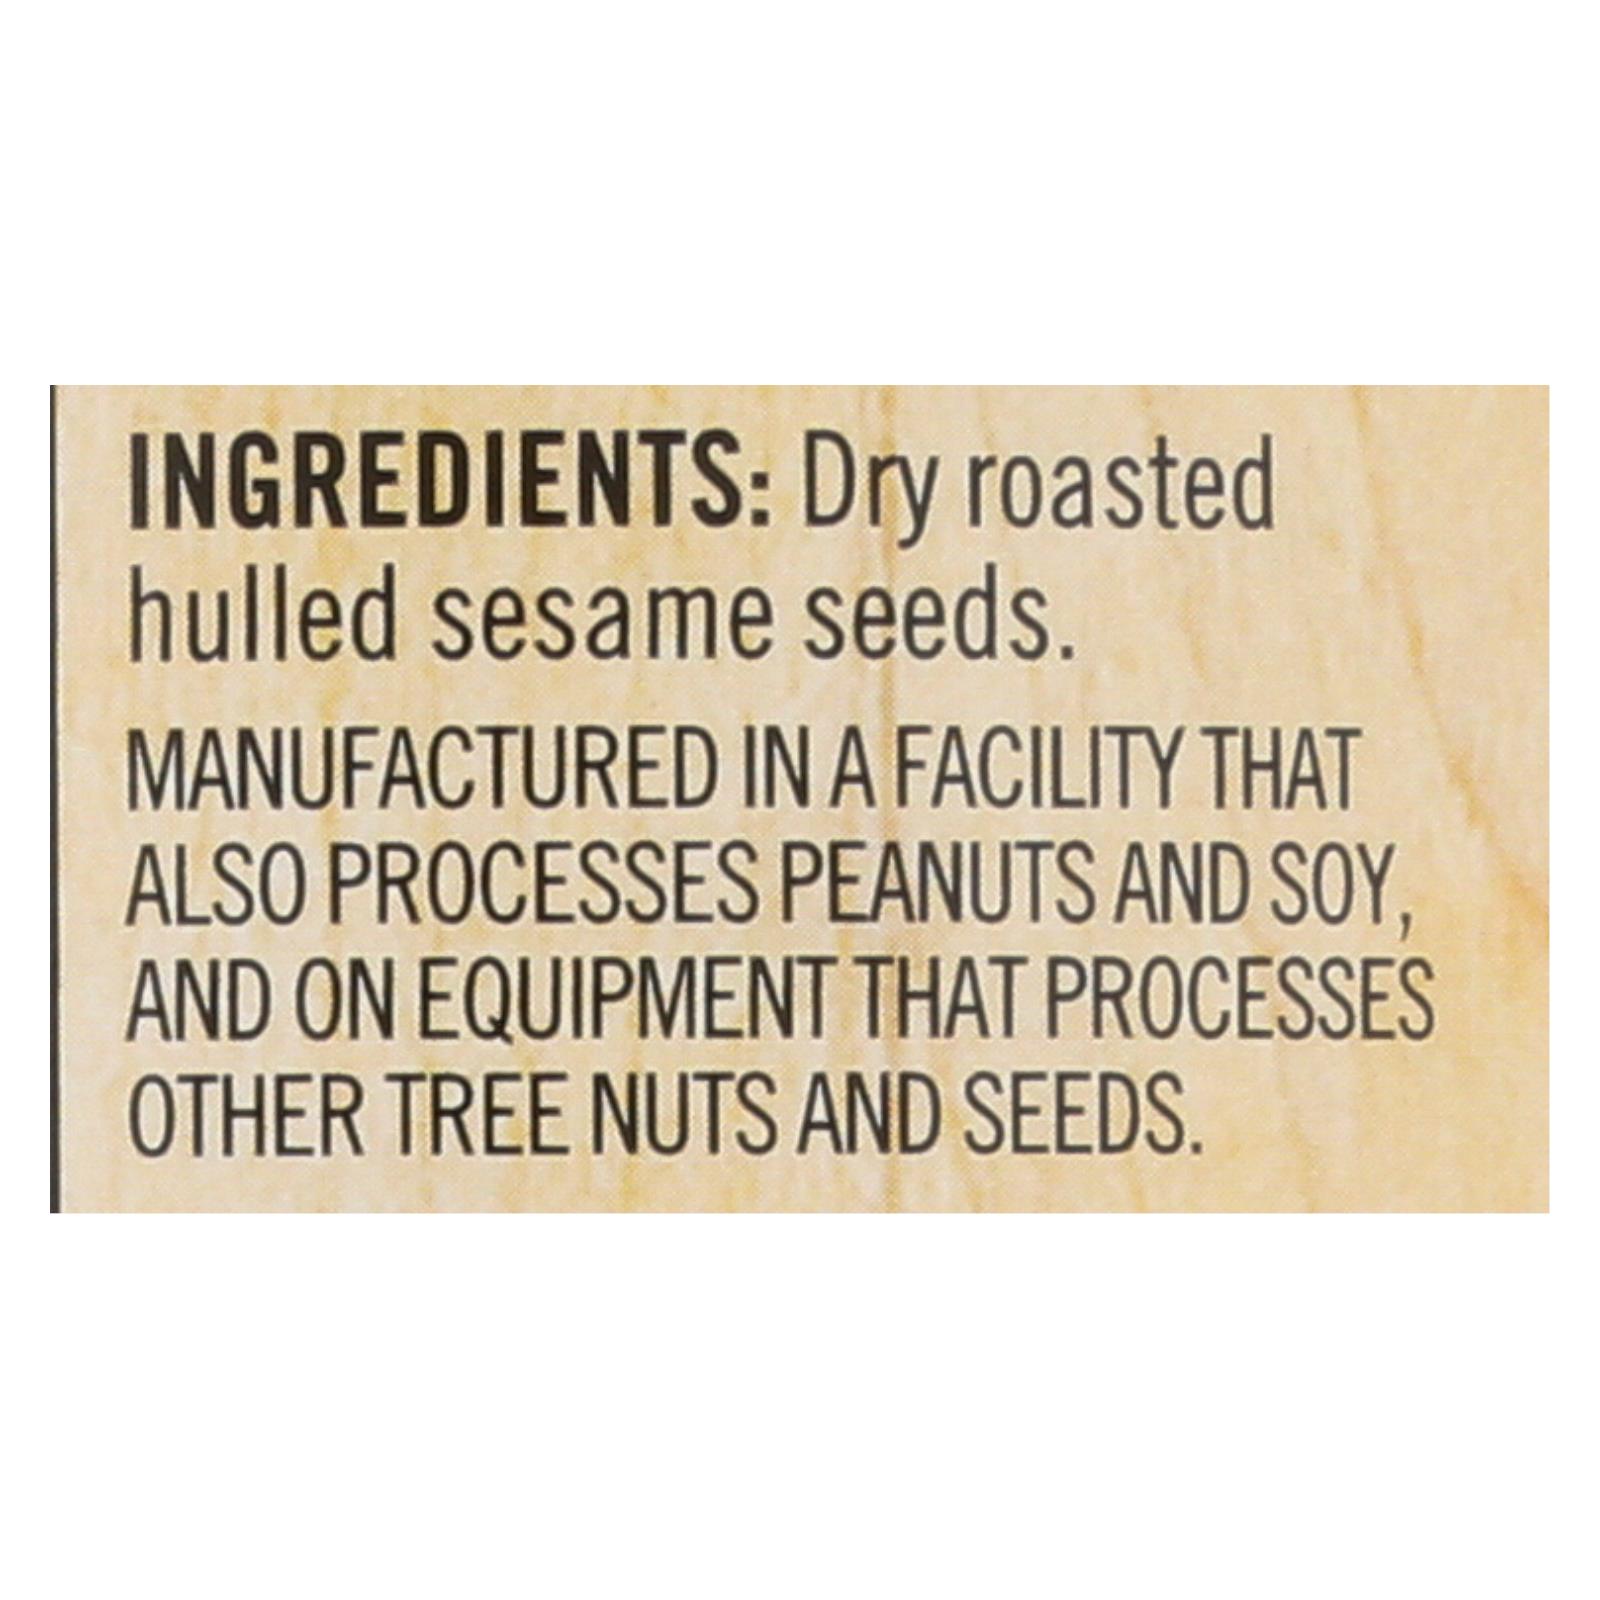 INGREDIENTS: Dry roasted
hulled sesame seeds.
MANUFACTURED IN A FACILITY THAT
ALSO PROCESSES PEANUTS AND SOY,
AND ON EQUIPMENT THAT PROCESSES
OTHER TREE NUTS AND SEEDS.